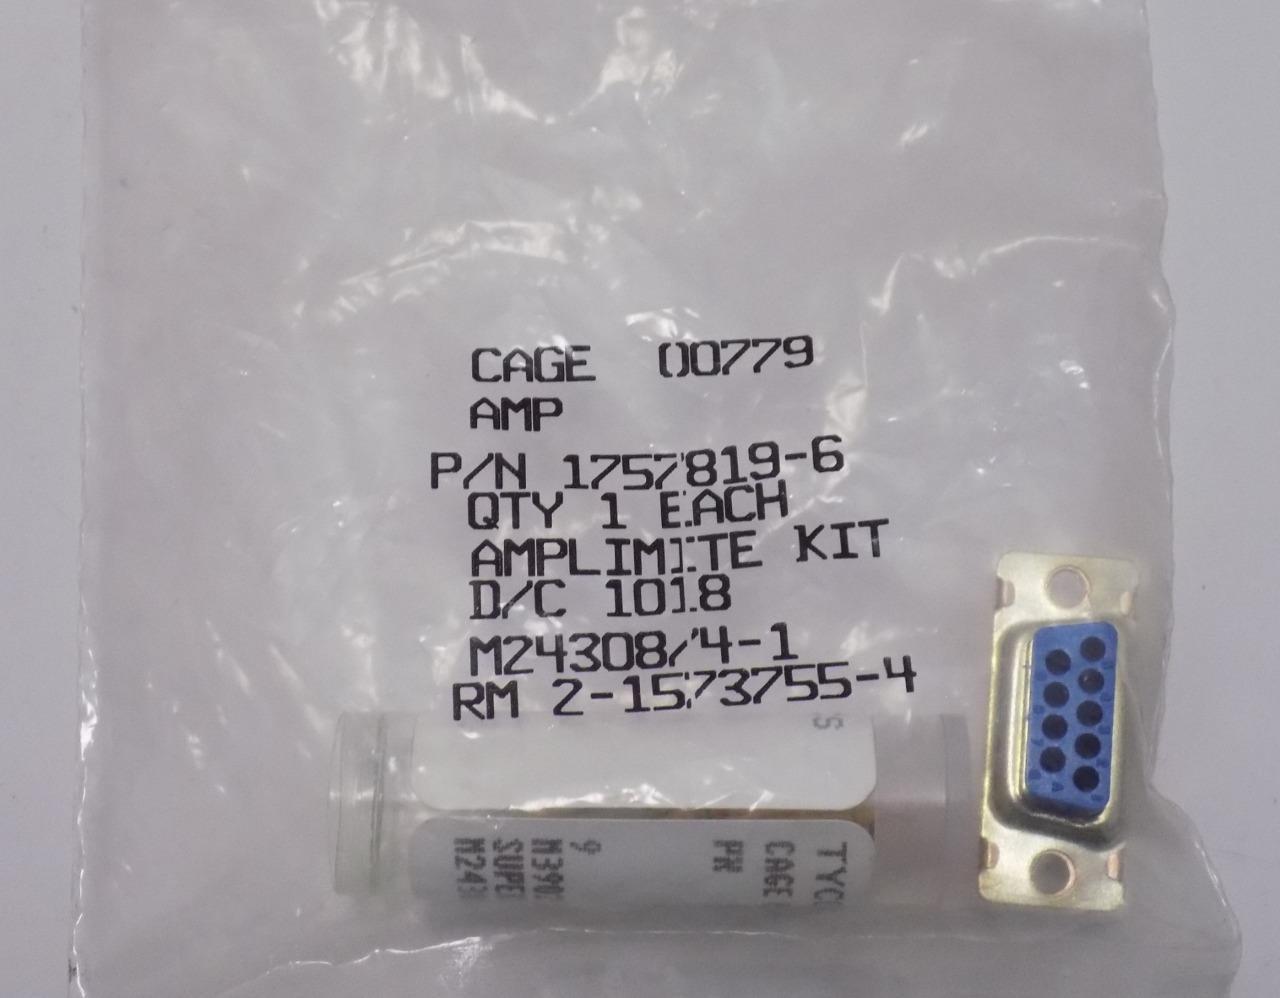 CAGE 00779
AMP
P/N 1757819-6
QTY 1 EACH
AMPLIMITE KIT
D/C 1018
M24308/4-1
RM 2-1573755-4
S
CAGE
PN
9